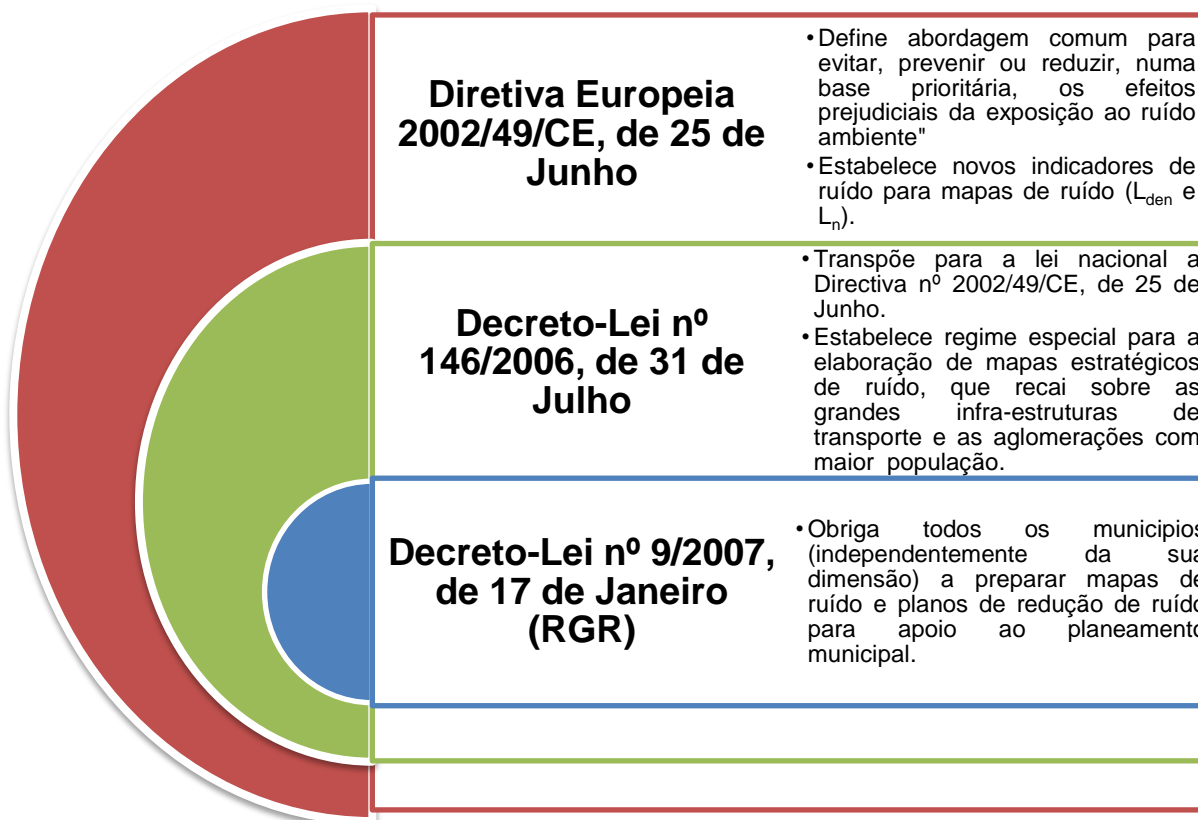 Diretiva Europeia
2002/49/CE, de 25 de
Junho
•Define abordagem comum para
evitar, prevenir ou reduzir, numa
base prioritária, os efeitos
prejudiciais da exposição ao ruído
ambiente"
•Estabelece novos indicadores de
ruído para mapas de ruído (Lden e
Ln).
Decreto-Lei nº
146/2006, de 31 de
Julho
•Transpõe para a lei nacional a
Directiva nº 2002/49/CE, de 25 de
Junho.
•Estabelece regime especial para a
elaboração de mapas estratégicos
de ruído, que recai sobre as
grandes infra-estruturas de
transporte e as aglomerações com
maior população.
Decreto-Lei nº 9/2007,
de 17 de Janeiro
(RGR)
•Obriga todos os municipios
(independentemente da sua
dimensão) a preparar mapas de
ruído e planos de redução de ruído
para apoio ao planeamento
municipal.